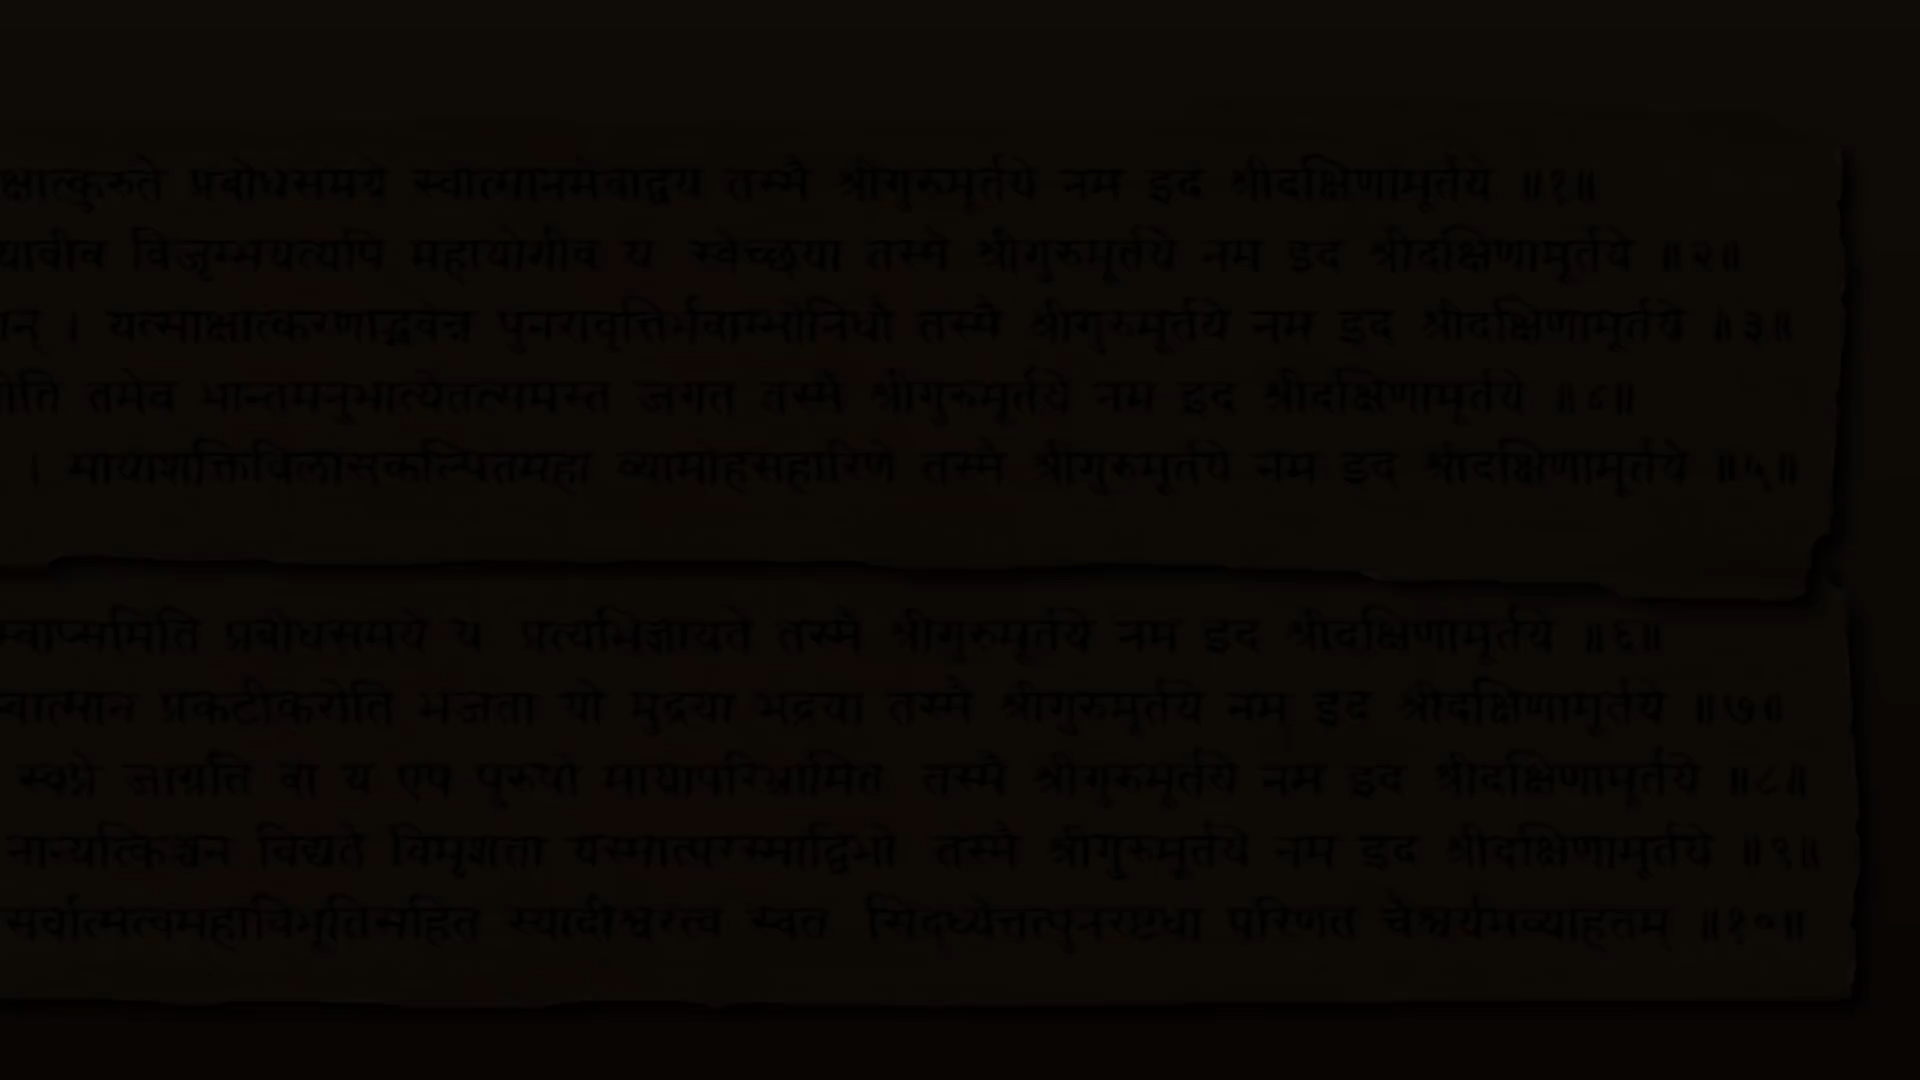 क्षात्कुरुते प्रबोधसमये स्वात्मानमेवाद्वय तस्मै श्रीगुरुमूर्तये नम इद श्रीदक्षिणामूर्तये ॥१॥
यावीव विजृम्भयत्यपि महायोगीव य स्वेच्छया तस्मै श्रीगुरुमूर्तये नम इद श्रीदक्षिणामूर्तये ॥२॥
ान् । यत्साक्षात्करणाद्भवेन्न पुनरावृत्तिर्भवाम्भोनिधौ तस्मै श्रीगुरुमूर्तये नम इद श्रीदक्षिणामूर्तये ॥३॥
तमेव भान्तमनुभात्येतत्समस्त जगत तस्मै श्रीगुरुमूर्तये नम इद श्रीदक्षिणामूर्तये ॥४॥
। मायाशक्तिविलासकल्पितमहा व्यामोहसहारिणे तस्मै श्रीगुरुमूर्तये नम इद श्रीदक्षिणामूर्तये ॥५॥
स्वाप्समिति प्रबोधसमये य प्रत्यभिज्ञायते तस्मै श्रीगुरुमूर्तये नम इद श्रीदक्षिणामूर्तये ॥६॥
स्वात्मान प्रकटीकरोति भजता यो मुद्रया भद्रया तस्मै श्रीगुरुमूर्तये नम इद श्रीदक्षिणामूर्तये ॥७॥
स्वप्ने जाग्रति वा य एष पुरुषो मायापरिभ्रामित तस्मै श्रीगुरुमूर्तये नम इद श्रीदक्षिणामूर्तये ॥८॥
नान्यत्किञ्चन विद्यते विमृशता यस्मात्परस्माद्विभो तस्मै श्रीगुरुमूर्तये नम इद श्रीदक्षिणामूर्तये ॥९॥
सर्वात्मत्वमहाविभूतिसहित स्यादीश्वरत्व स्वत सिदध्येत्तत्पुनरष्टधा परिणत चैश्वर्यमव्याहतम् ॥१०॥